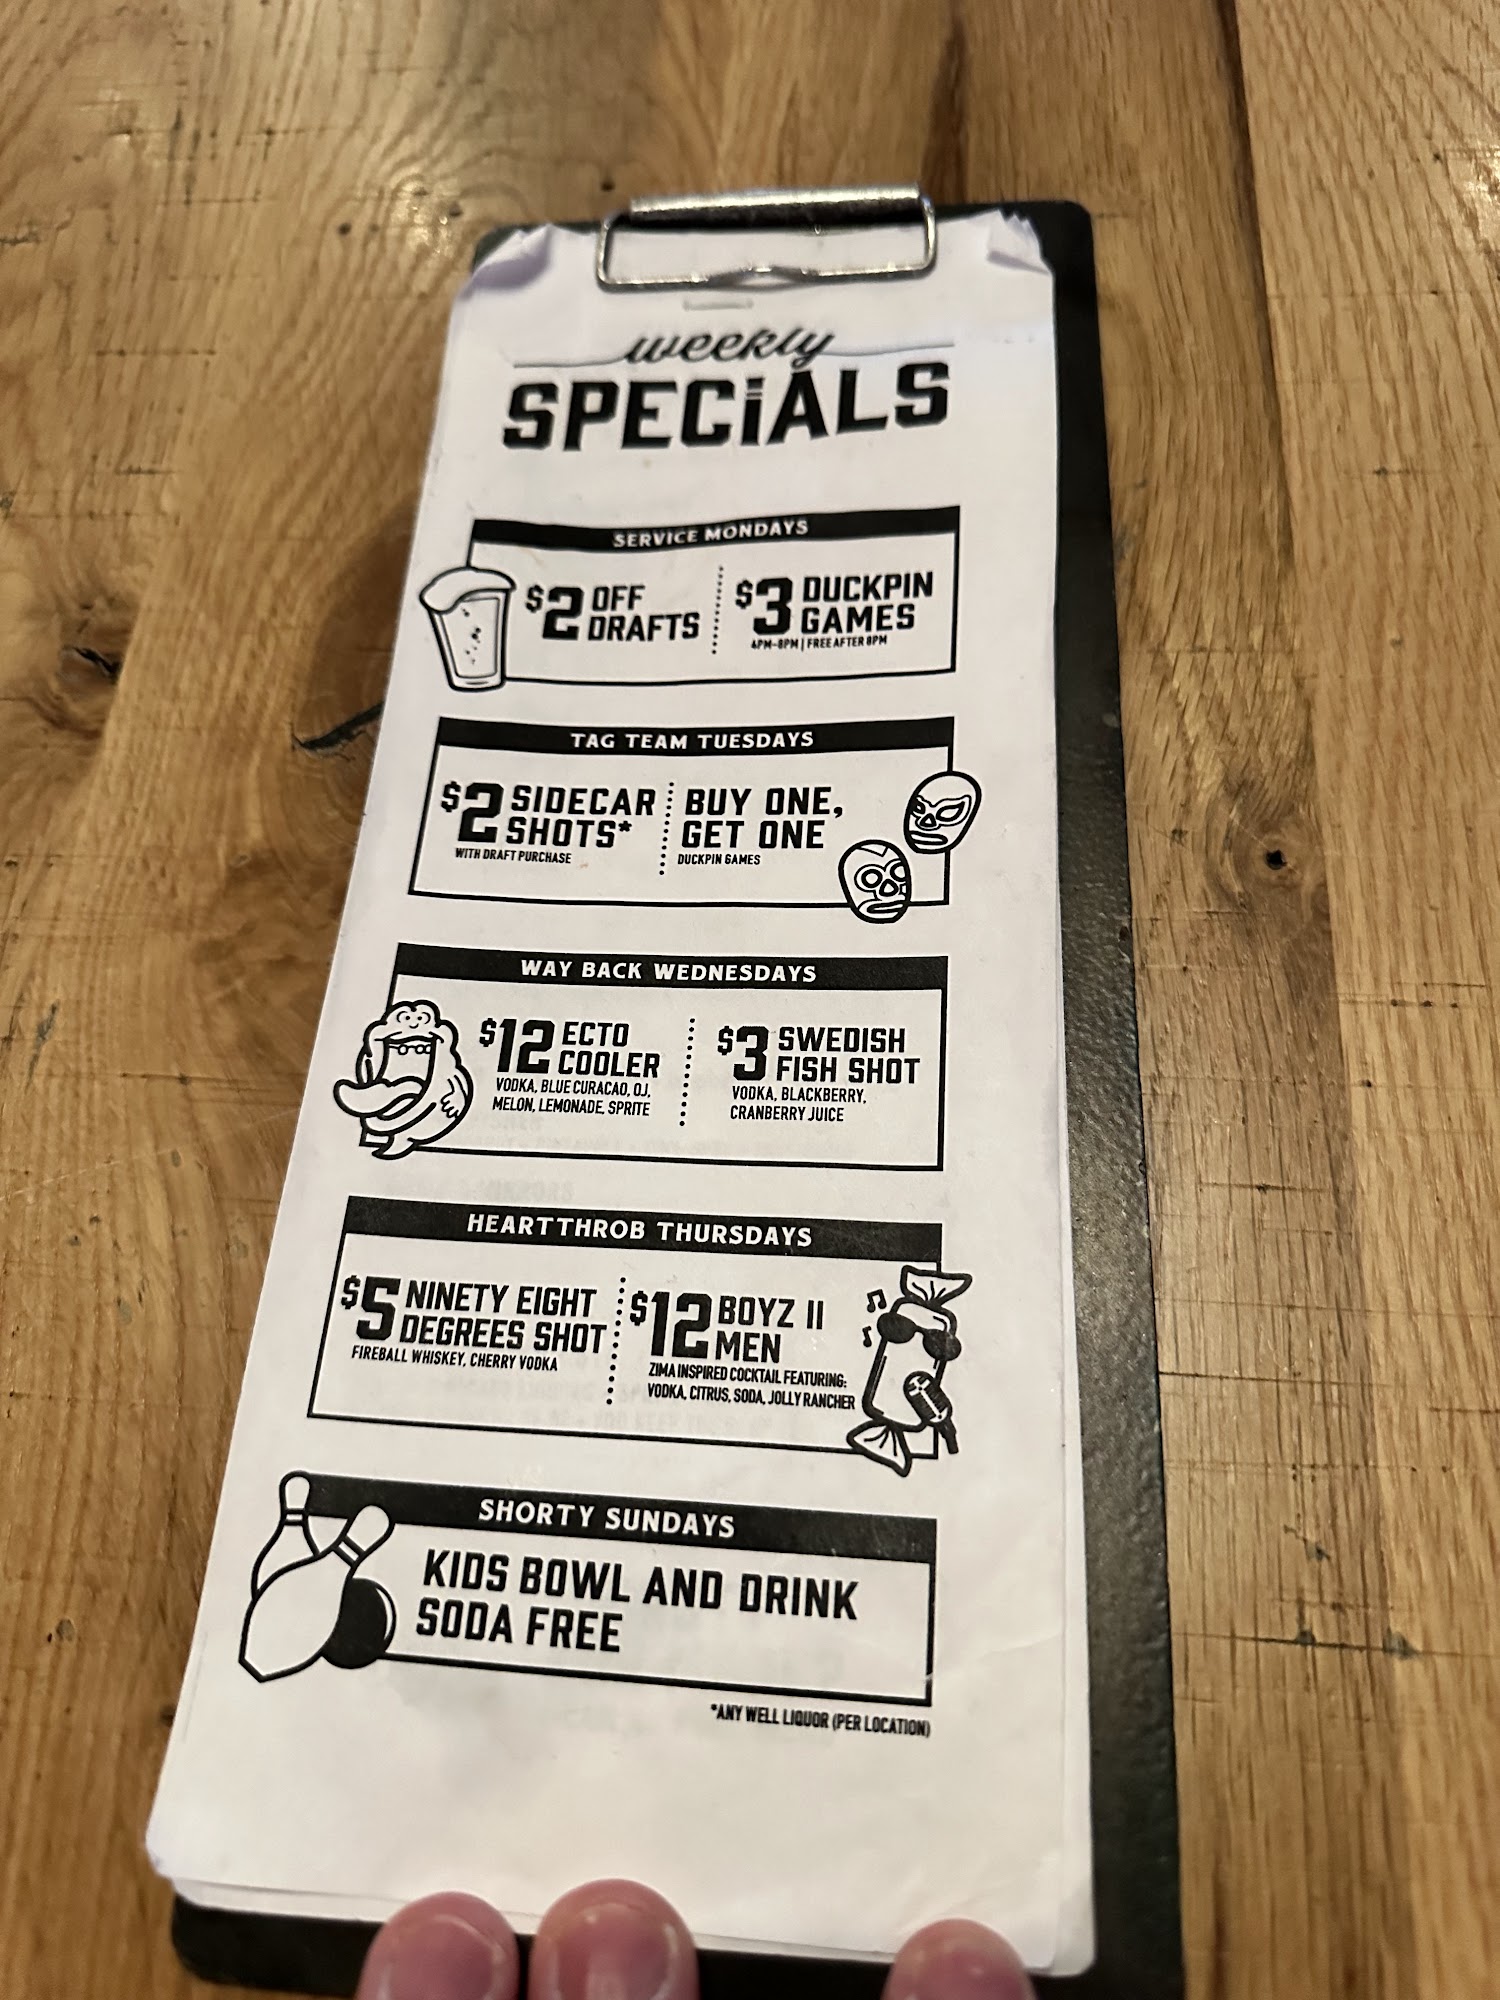 weekly
SPECiALS
SERVICE MONDAYS
$2 OFF
DRAFTS
$3 DUCKPIN
GAMES
4PM-8PM | FREE AFTER 8PM
TAG TEAM TUESDAYS
$2 SIDECAR
SHOTS*
WITH DRAFT PURCHASE
BUY ONE,
GET ONE
DUCKPIN GAMES
WAY BACK WEDNESDAYS
$12 ECTO
COOLER
VODKA, BLUE CURACAO, OJ,
MELON, LEMONADE, SPRITE
$3 SWEDISH
FISH SHOT
VODKA, BLACKBERRY,
CRANBERRY JUICE
HEARTTHROB THURSDAYS
$5 NINETY EIGHT
DEGREES SHOT
FIREBALL WHISKEY, CHERRY VODKA
$12 BOYZ II
MEN
ZIMA INSPIRED COCKTAIL FEATURING:
VODKA, CITRUS, SODA, JOLLY RANCHER
SHORTY SUNDAYS
KIDS BOWL AND DRINK
SODA FREE
*ANY WELL LIQUOR (PER LOCATION)